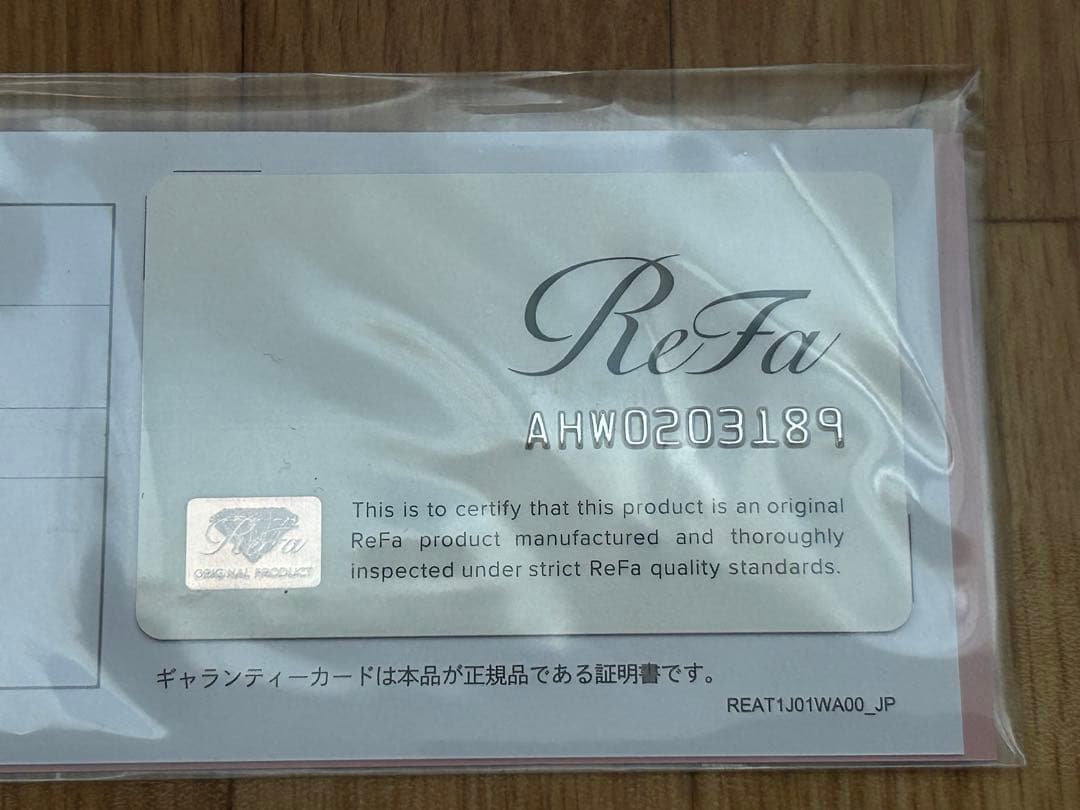 ReFa
AHW0203189
This is to certify that this product is an original
ReFa product manufactured and thoroughly
inspected under strict ReFa quality standards.
ReFa
ORIGINAL PRODUCT
ギャランティーカードは本品が正規品である証明書です。
REAT1J01WA00_JP